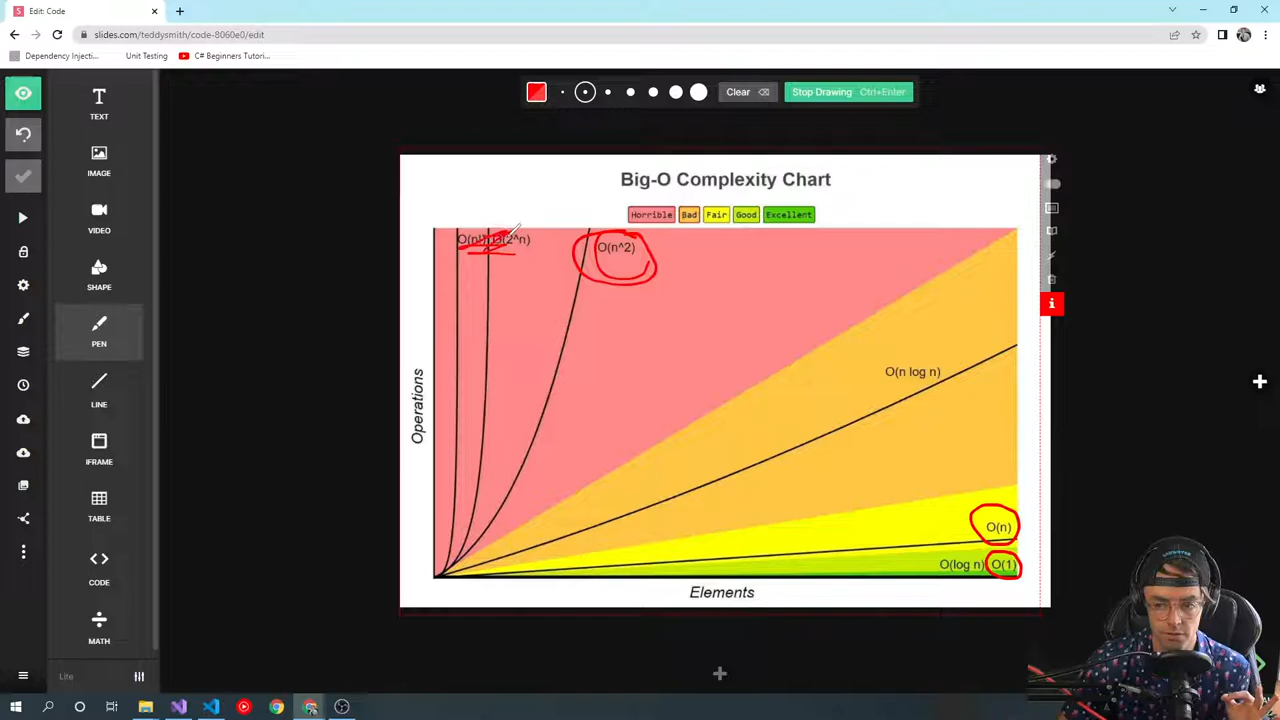 Edit: Code
slides.com/teddysmith/code-8060e0/edit
Dependency Injecti...
Unit Testing
C# Beginners Tutori...
Clear
Stop Drawing Ctrl+Enter
TEXT
IMAGE
VIDEO
SHAPE
PEN
LINE
IFRAME
TABLE
CODE
MATH
Lite
Big-O Complexity Chart
Horrible Bad Fair Good Excellent
O(n!) O(2^n)
O(n^2)
O(n log n)
O(n)
O(log n) O(1)
Operations
Elements